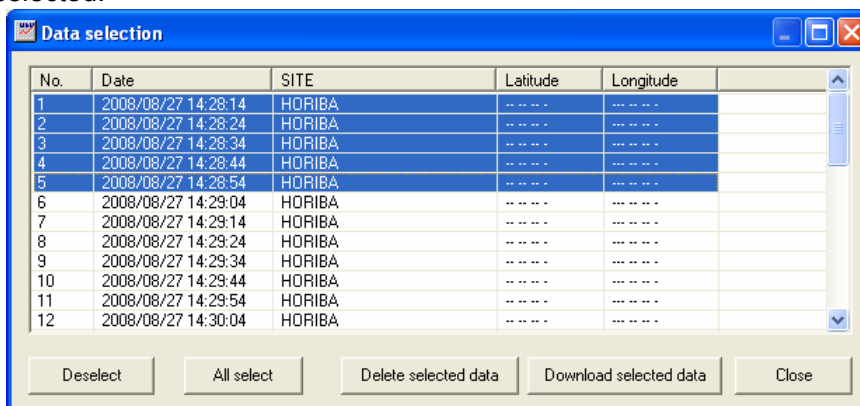 Data selection
No. Date SITE Latitude Longitude
1 2008/08/27 14:28:14 HORIBA -- -- -- - --- -- -- -
2 2008/08/27 14:28:24 HORIBA -- -- -- - --- -- -- -
3 2008/08/27 14:28:34 HORIBA -- -- -- - --- -- -- -
4 2008/08/27 14:28:44 HORIBA -- -- -- - --- -- -- -
5 2008/08/27 14:28:54 HORIBA -- -- -- - --- -- -- -
6 2008/08/27 14:29:04 HORIBA -- -- -- - --- -- -- -
7 2008/08/27 14:29:14 HORIBA -- -- -- - --- -- -- -
8 2008/08/27 14:29:24 HORIBA -- -- -- - --- -- -- -
9 2008/08/27 14:29:34 HORIBA -- -- -- - --- -- -- -
10 2008/08/27 14:29:44 HORIBA -- -- -- - --- -- -- -
11 2008/08/27 14:29:54 HORIBA -- -- -- - --- -- -- -
12 2008/08/27 14:30:04 HORIBA -- -- -- - --- -- -- -
Deselect All select Delete selected data Download selected data Close